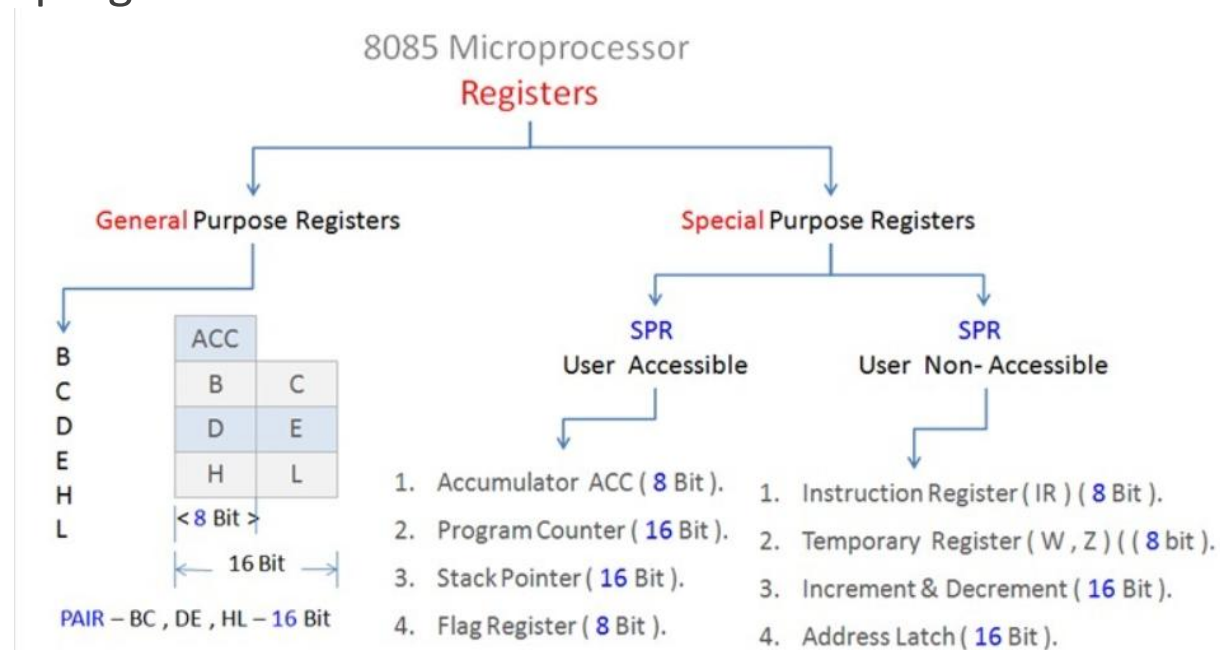 8085 Microprocessor
Registers
General Purpose Registers
Special Purpose Registers
B
C
D
E
H
L
ACC
B C
D E
H L
< 8 Bit >
16 Bit
PAIR – BC , DE , HL – 16 Bit
SPR
User Accessible
1. Accumulator ACC ( 8 Bit ).
2. Program Counter ( 16 Bit ).
3. Stack Pointer ( 16 Bit ).
4. Flag Register ( 8 Bit ).
SPR
User Non- Accessible
1. Instruction Register ( IR ) ( 8 Bit ).
2. Temporary Register ( W , Z ) ( ( 8 bit ).
3. Increment & Decrement ( 16 Bit ).
4. Address Latch ( 16 Bit ).